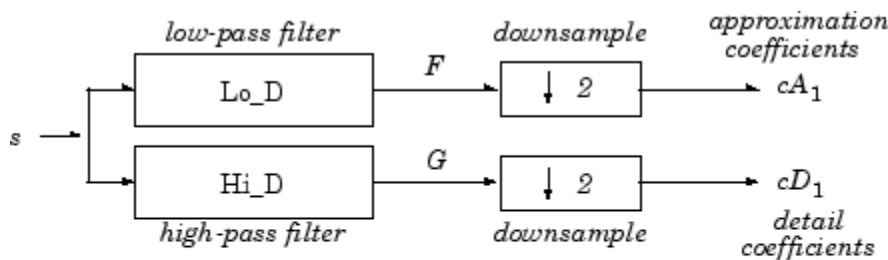 low-pass filter
downsample
approximation
coefficients
Lo_D
F
↓ 2
cA1
s
Hi_D
G
↓ 2
cD1
high-pass filter
downsample
detail
coefficients